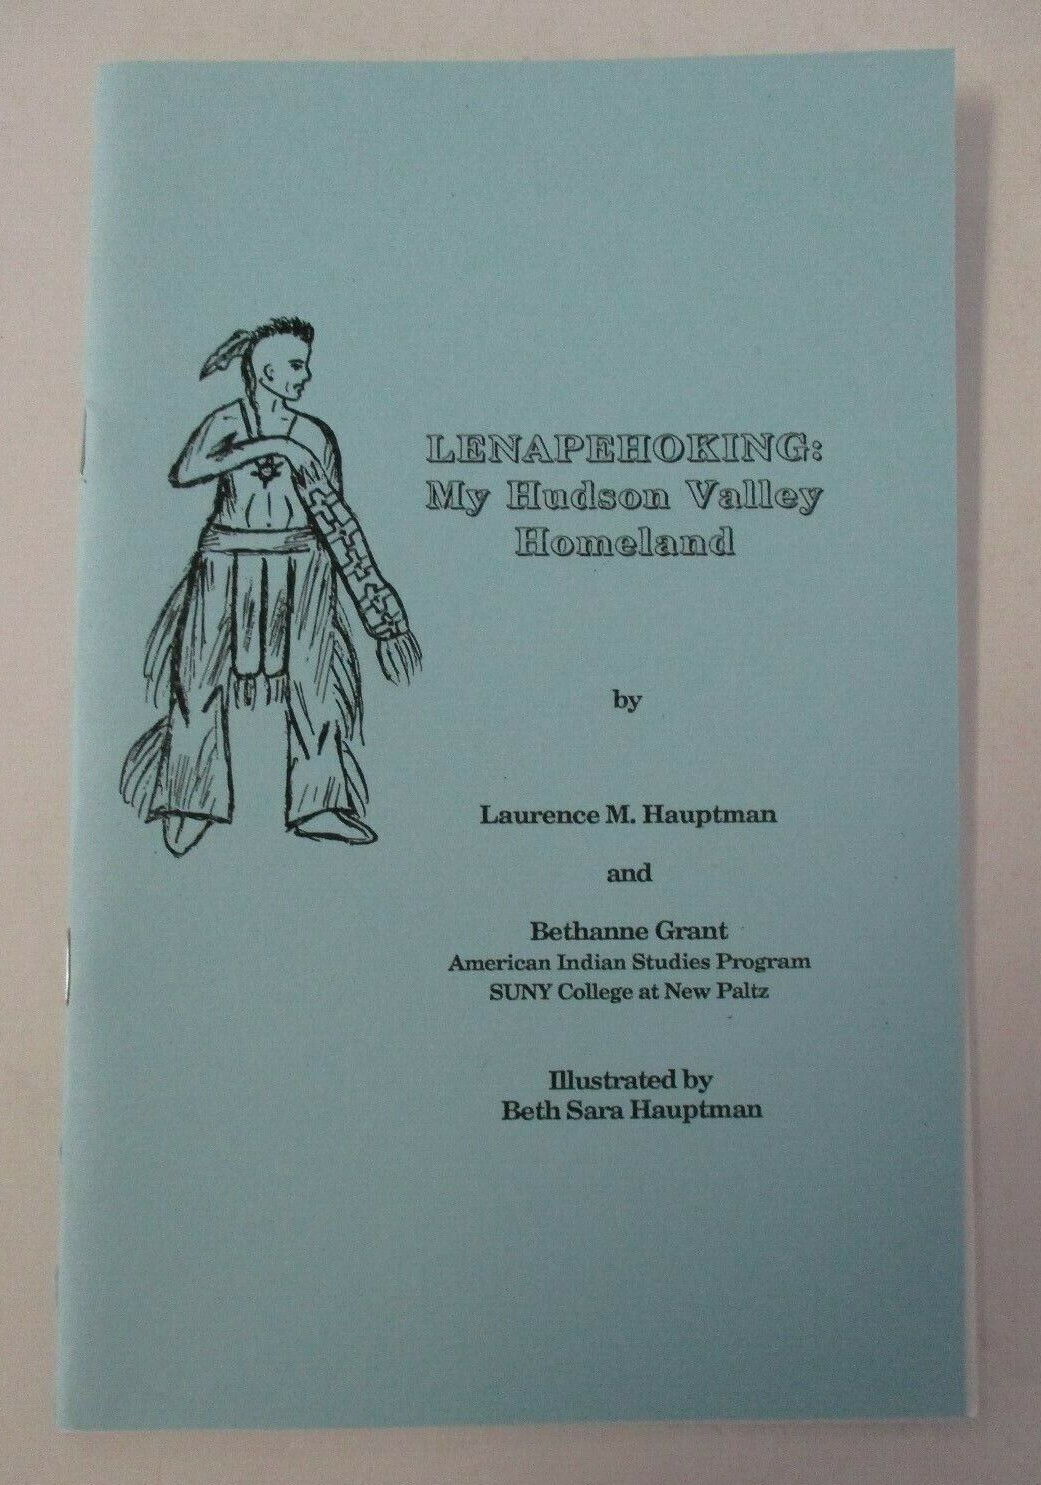 LENAPEHOKING:
My Hudson Valley
Homeland
by
Laurence M. Hauptman
and
Bethanne Grant
American Indian Studies Program
SUNY College at New Paltz
Illustrated by
Beth Sara Hauptman